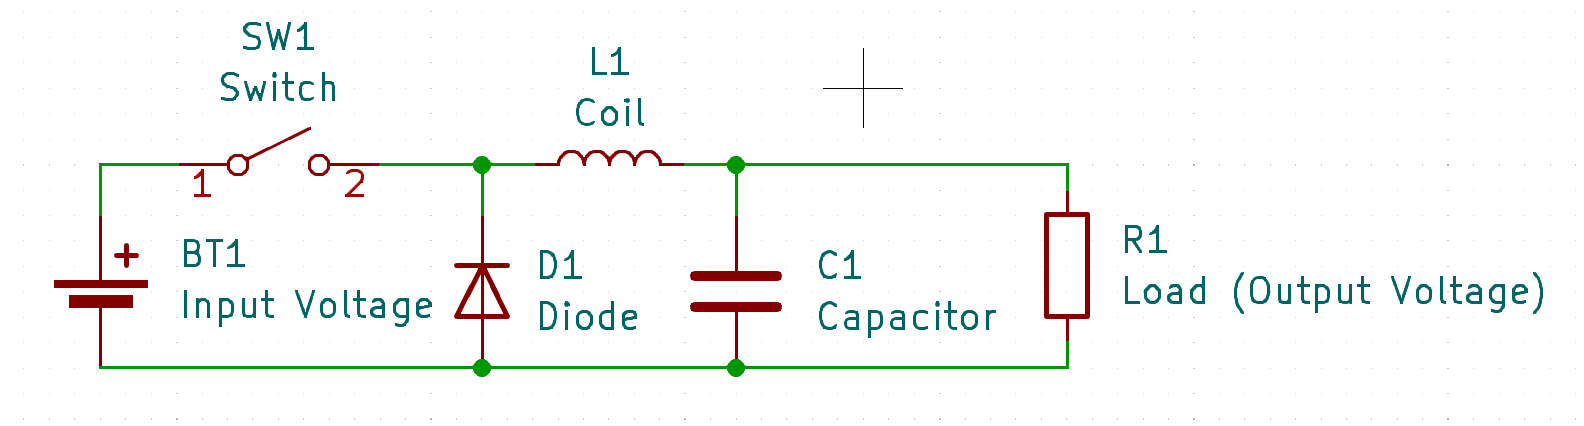 SW1
Switch
L1
Coil
1
2
+
BT1
Input Voltage
D1
Diode
C1
Capacitor
R1
Load (Output Voltage)